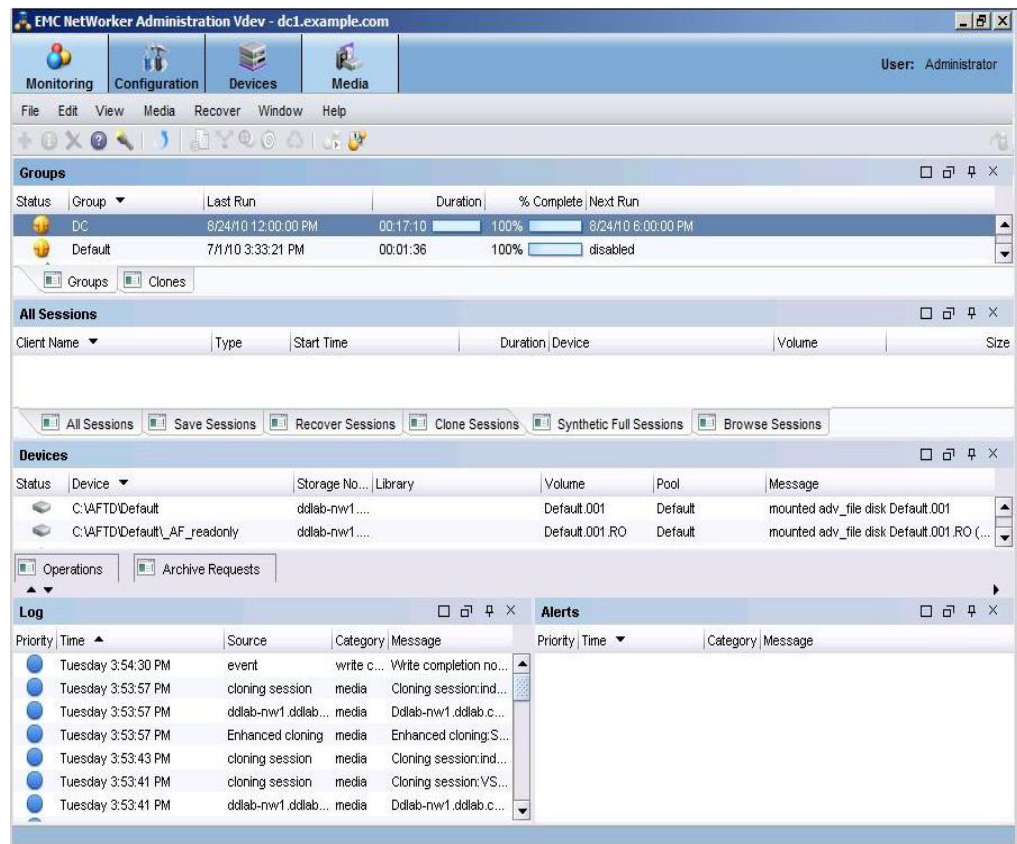 EMC NetWorker Administration Vdev - dc1.example.com
Monitoring Configuration Devices Media
User: Administrator
File Edit View Media Recover Window Help
Groups
Status Group Last Run Duration % Complete Next Run
DC 8/24/10 12:00:00 PM 00:17:10 100% 8/24/10 6:00:00 PM
Default 7/1/10 3:33:21 PM 00:01:36 100% disabled
Groups Clones
All Sessions
Client Name Type Start Time Duration Device Volume Size
All Sessions Save Sessions Recover Sessions Clone Sessions Synthetic Full Sessions Browse Sessions
Devices
Status Device Storage No... Library Volume Pool Message
C:\AFTD\Default ddlab-nw1.... Default.001 Default mounted adv_file disk Default.001
C:\AFTD\Default\_AF_readonly ddlab-nw1.... Default.001.RO Default mounted adv_file disk Default.001.RO (...
Operations Archive Requests
Log
Priority Time Source Category Message
Tuesday 3:54:30 PM event write c... Write completion no...
Tuesday 3:53:57 PM cloning session media Cloning session:ind...
Tuesday 3:53:57 PM ddlab-nw1.ddlab... media Ddlab-nw1.ddlab.c...
Tuesday 3:53:57 PM Enhanced cloning media Enhanced cloning:S...
Tuesday 3:53:43 PM cloning session media Cloning session:ind...
Tuesday 3:53:41 PM cloning session media Cloning session:VS...
Tuesday 3:53:41 PM ddlab-nw1.ddlab... media Ddlab-nw1.ddlab.c...
Alerts
Priority Time Category Message